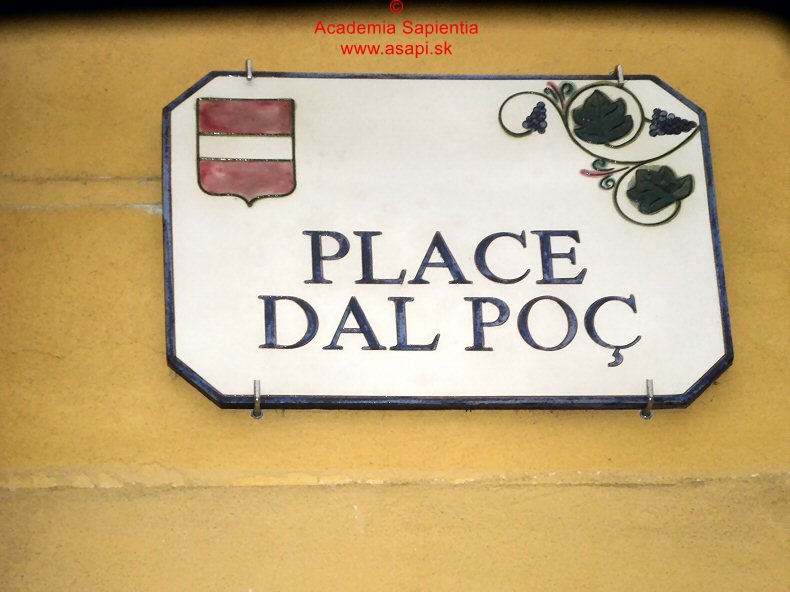 ©
Academia Sapientia
www.asapi.sk
PLACE
DAL POÇ